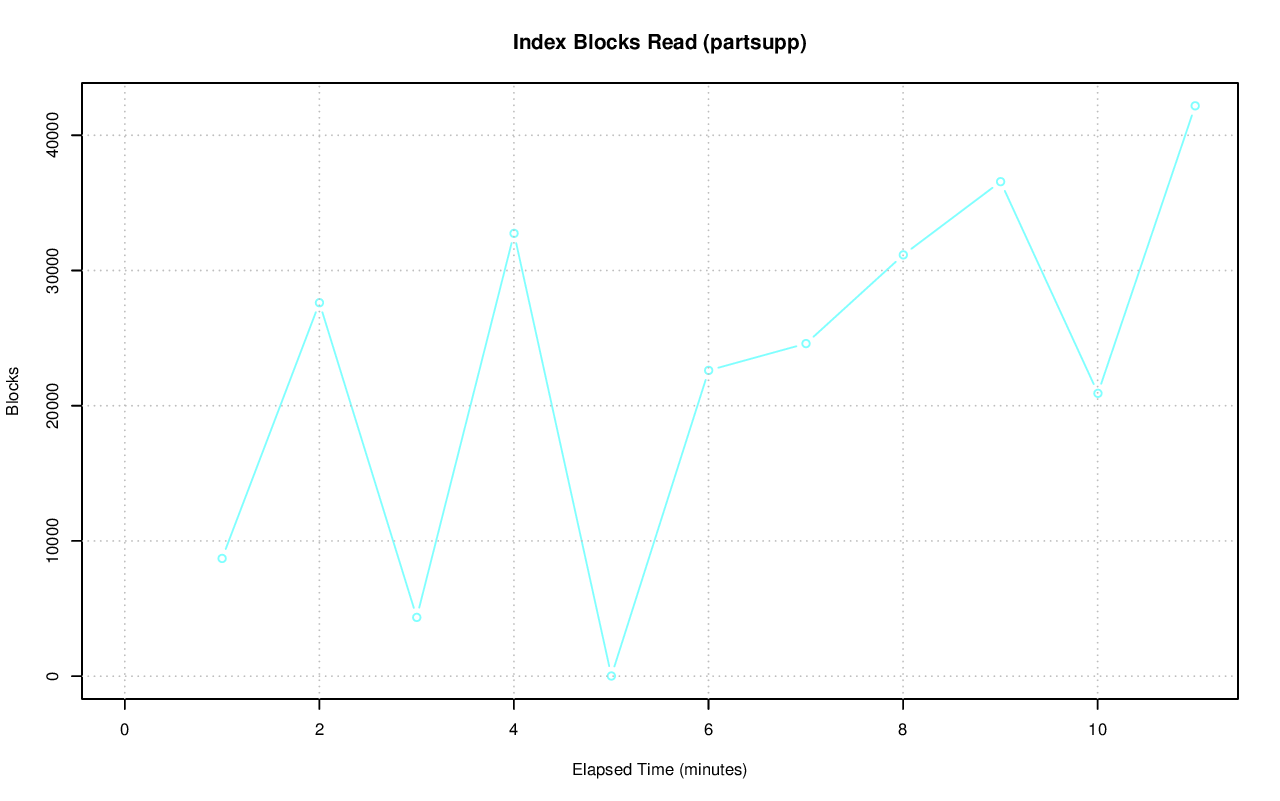 Index Blocks Read (partsupp)
Blocks
40000
30000
20000
10000
0
0 2 4 6 8 10
Elapsed Time (minutes)